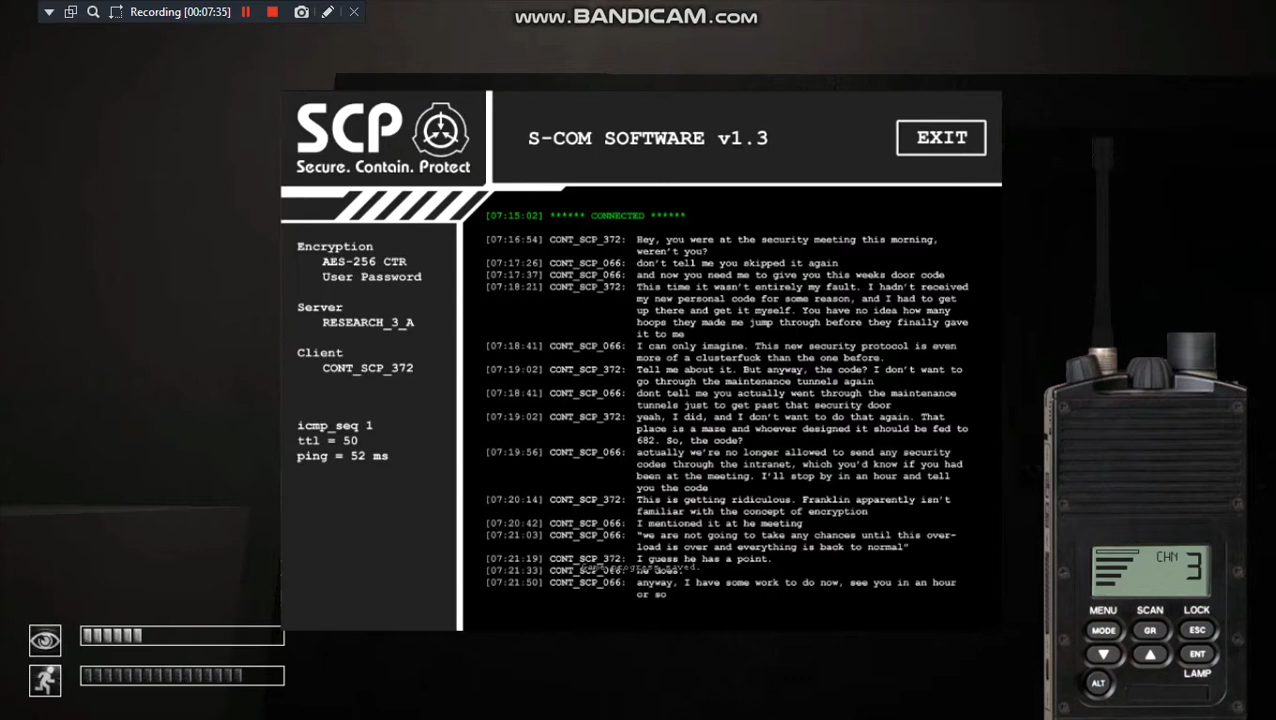 Recording [00:07:35]
www.BANDICAM.com
SCP
Secure. Contain. Protect
S-COM SOFTWARE v1.3
EXIT
Encryption
AES-256 CTR
User Password
Server
RESEARCH_3_A
Client
CONT_SCP_372
icmp_seq 1
ttl = 50
ping = 52 ms
[07:15:02] ****** CONNECTED ******
[07:16:54] CONT_SCP_372: Hey, you were at the security meeting this morning,
weren't you?
[07:17:26] CONT_SCP_066: don't tell me you skipped it again
[07:17:37] CONT_SCP_066: and now you need me to give you this weeks door code
[07:18:21] CONT_SCP_372: This time it wasn't entirely my fault. I hadn't received
my new personal code for some reason, and I had to get
up there and get it myself. You have no idea how many
hoops they made me jump through before they finally gave
it to me
[07:18:41] CONT_SCP_066: I can only imagine. This new security protocol is even
more of a clusterfuck than the one before.
[07:19:02] CONT_SCP_372: Tell me about it. But anyway, the code? I don't want to
go through the maintenance tunnels again
[07:18:41] CONT_SCP_066: dont tell me you actually went through the maintenance
tunnels just to get past that security door
[07:19:02] CONT_SCP_372: yeah, I did, and I don't want to do that again. That
place is a maze and whoever designed it should be fed to
682. So, the code?
[07:19:56] CONT_SCP_066: actually we're no longer allowed to send any security
codes through the intranet, which you'd know if you had
been at the meeting. I'll stop by in an hour and tell
you the code
[07:20:14] CONT_SCP_372: This is getting ridiculous. Franklin apparently isn't
familiar with the concept of encryption
[07:20:42] CONT_SCP_066: I mentioned it at he meeting
[07:21:03] CONT_SCP_066: "we are not going to take any chances until this over-
load is over and everything is back to normal"
[07:21:19] CONT_SCP_372: I guess he has a point.
Game progress saved.
[07:21:33] CONT_SCP_066: he does.
[07:21:50] CONT_SCP_066: anyway, I have some work to do now, see you in an hour
or so
CHN 3
MENU SCAN LOCK
MODE GR ESC
ENT
LAMP
ALT